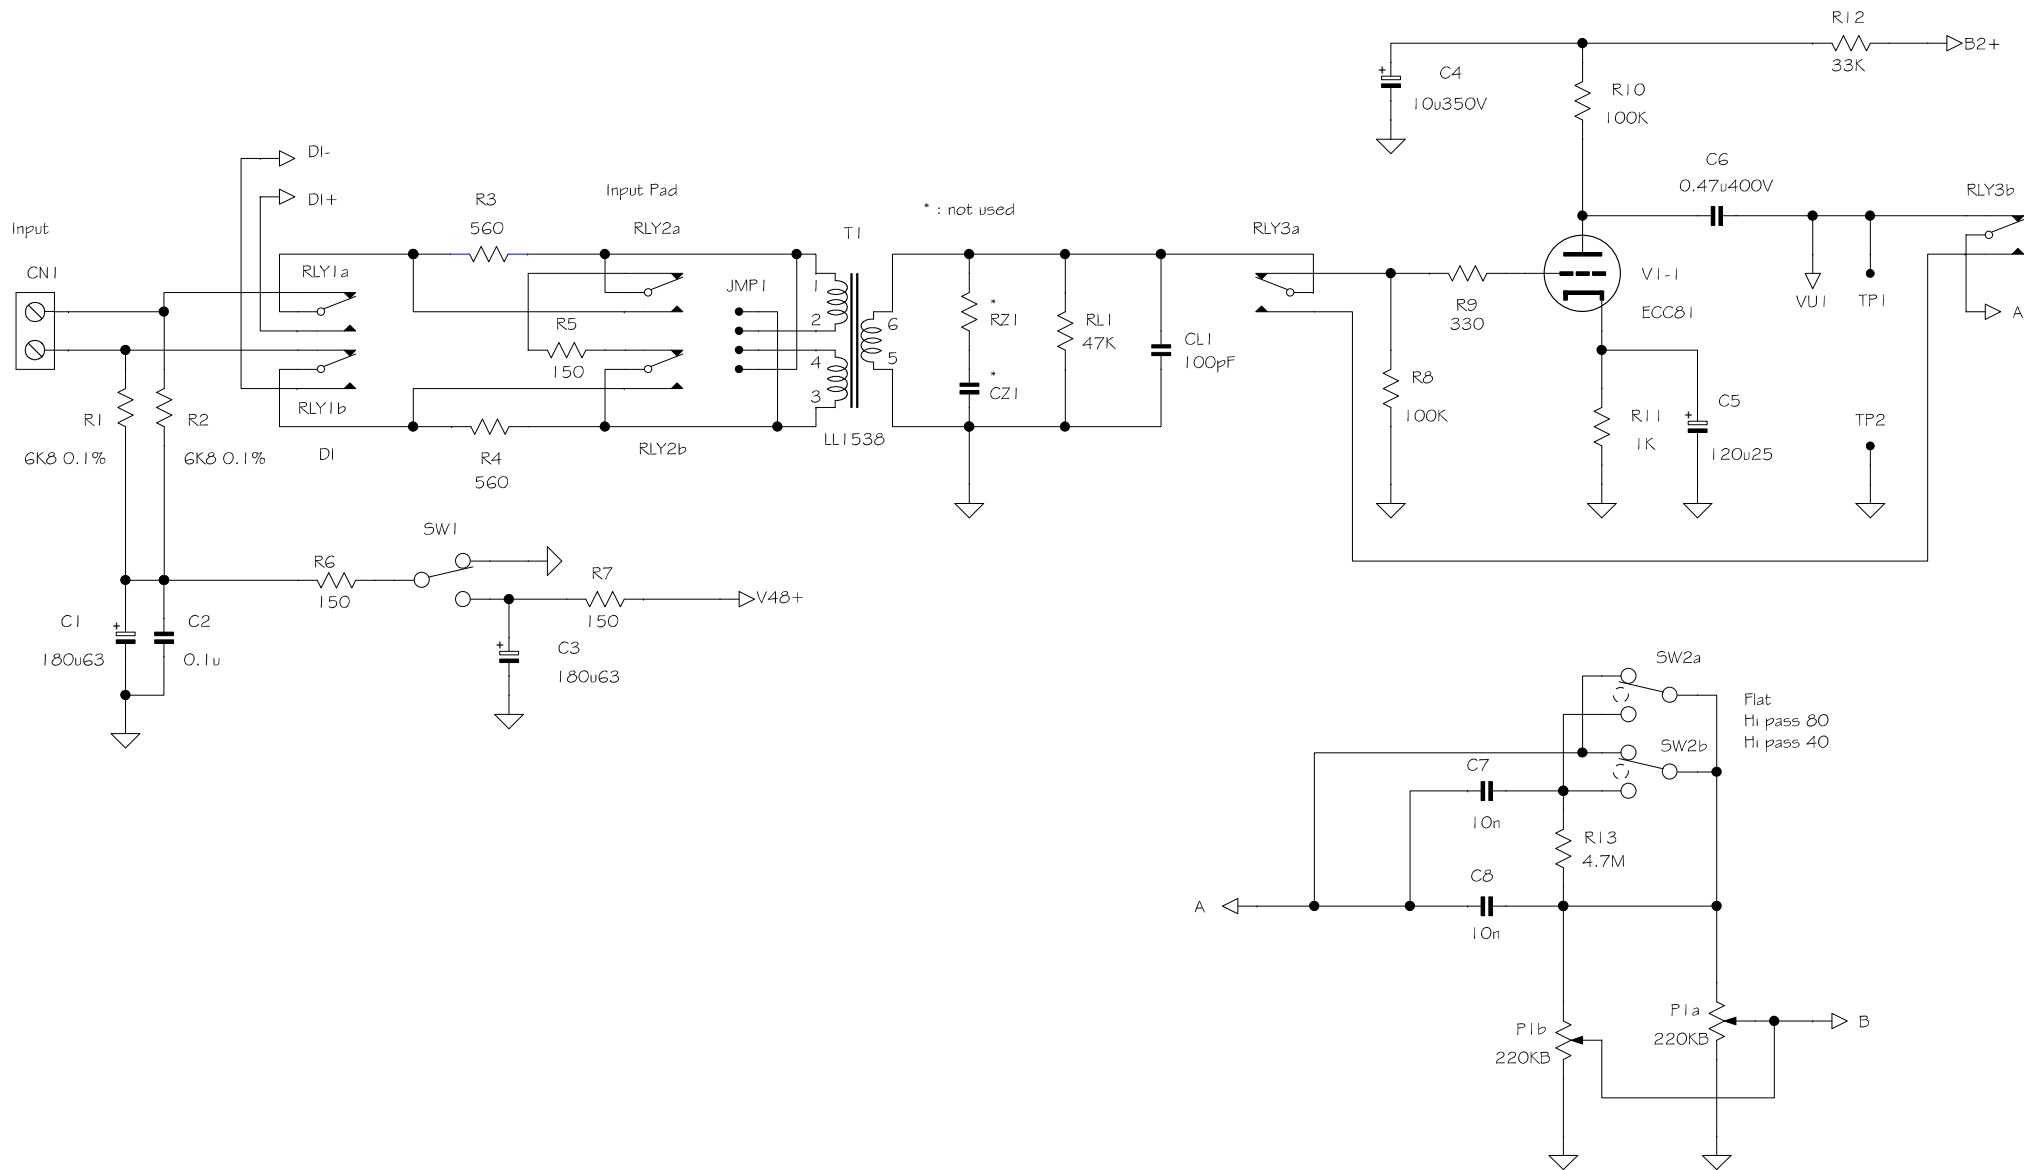 R12
B2+
33K
C4
10u350V
R10
100K
DI-
DI+
Input Pad
R3
560
RLY2a
* : not used
T1
C6
0.47u400V
RLY3b
Input
CN1
RLY1a
JMP1
RLY3a
1
2
4
3
6
5
*
RZ1
*
CZ1
RL1
47K
CL1
100pF
R9
330
V1-1
ECC81
VU1
TP1
A
R5
150
RLY1b
R1
R2
6K8 0.1%
6K8 0.1%
DI
R4
560
RLY2b
LL1538
R8
100K
R11
1K
C5
+
120u25
TP2
SW1
R6
150
R7
150
V48+
C1
+
180u63
C2
0.1u
C3
+
180u63
SW2a
Flat
Hi pass 80
Hi pass 40
SW2b
C7
10n
R13
4.7M
C8
10n
A
P1a
220KB
B
P1b
220KB